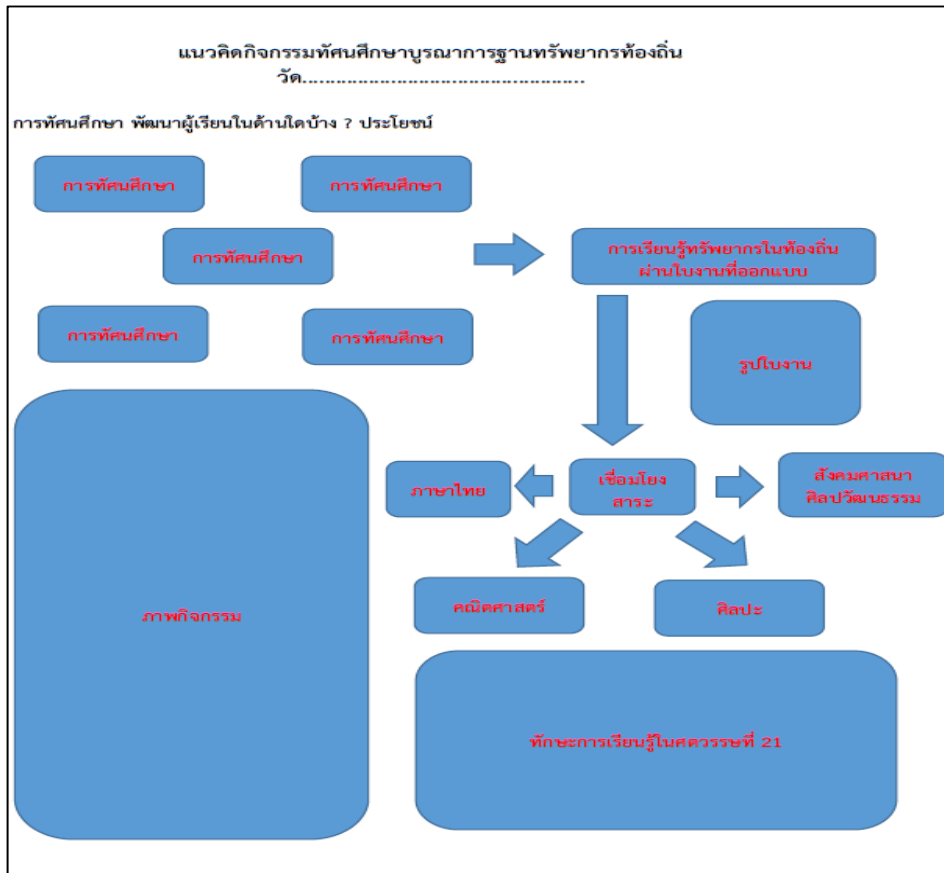 แนวคิดกิจกรรมทัศนศึกษาบูรณาการฐานทรัพยากรท้องถิ่น
วัด..................................................
การทัศนศึกษา พัฒนาผู้เรียนในด้านใดบ้าง ? ประโยชน์
การทัศนศึกษา
การทัศนศึกษา
การทัศนศึกษา
การเรียนรู้ทรัพยากรในท้องถิ่น
ผ่านใบงานที่ออกแบบ
การทัศนศึกษา
การทัศนศึกษา
รูปใบงาน
ภาษาไทย
เชื่อมโยง
สาระ
สังคมศาสนา
ศิลปวัฒนธรรม
คณิตศาสตร์
ศิลปะ
ภาพกิจกรรม
ทักษะการเรียนรู้ในศตวรรษที่ 21